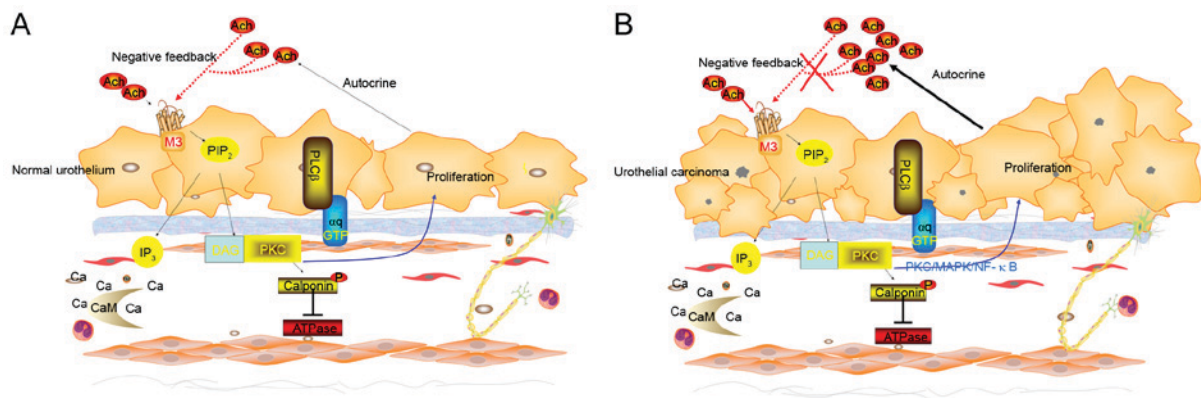 A
Ach
Ach
Ach
Negative feedback
Autocrine
Ach
Ach
M3
PIP2
Normal urothelium
PLCβ
Proliferation
αq
GTP
IP3
DAG
PKC
P
Calponin
ATPase
Ca
Ca
Ca
Ca
CaM
Ca
B
Ach
Ach
Ach
Ach
Ach
Ach
Ach
Ach
Negative feedback
Autocrine
Ach
Ach
M3
PIP2
Urothelial carcinoma
PLCβ
Proliferation
αq
GTP
IP3
DAG
PKC
PKC/MAPK/NF-κB
P
Calponin
ATPase
Ca
Ca
Ca
Ca
CaM
Ca